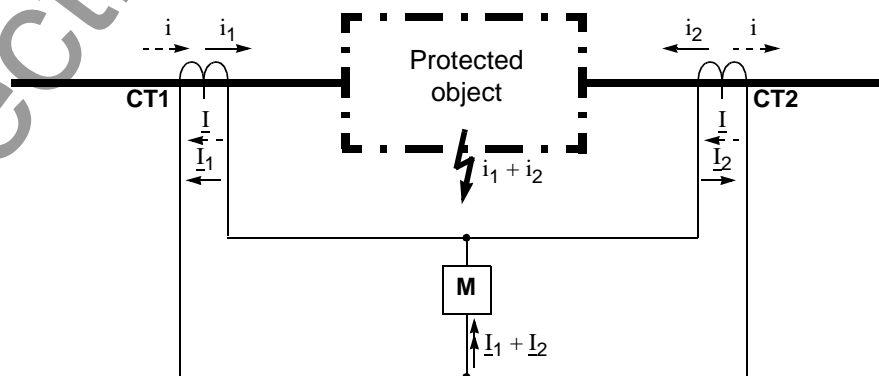 i i₁ i₂ i
Protected
object
CT1 CT2
I I
I₁ I₂
i₁ + i₂
M
I₁ + I₂